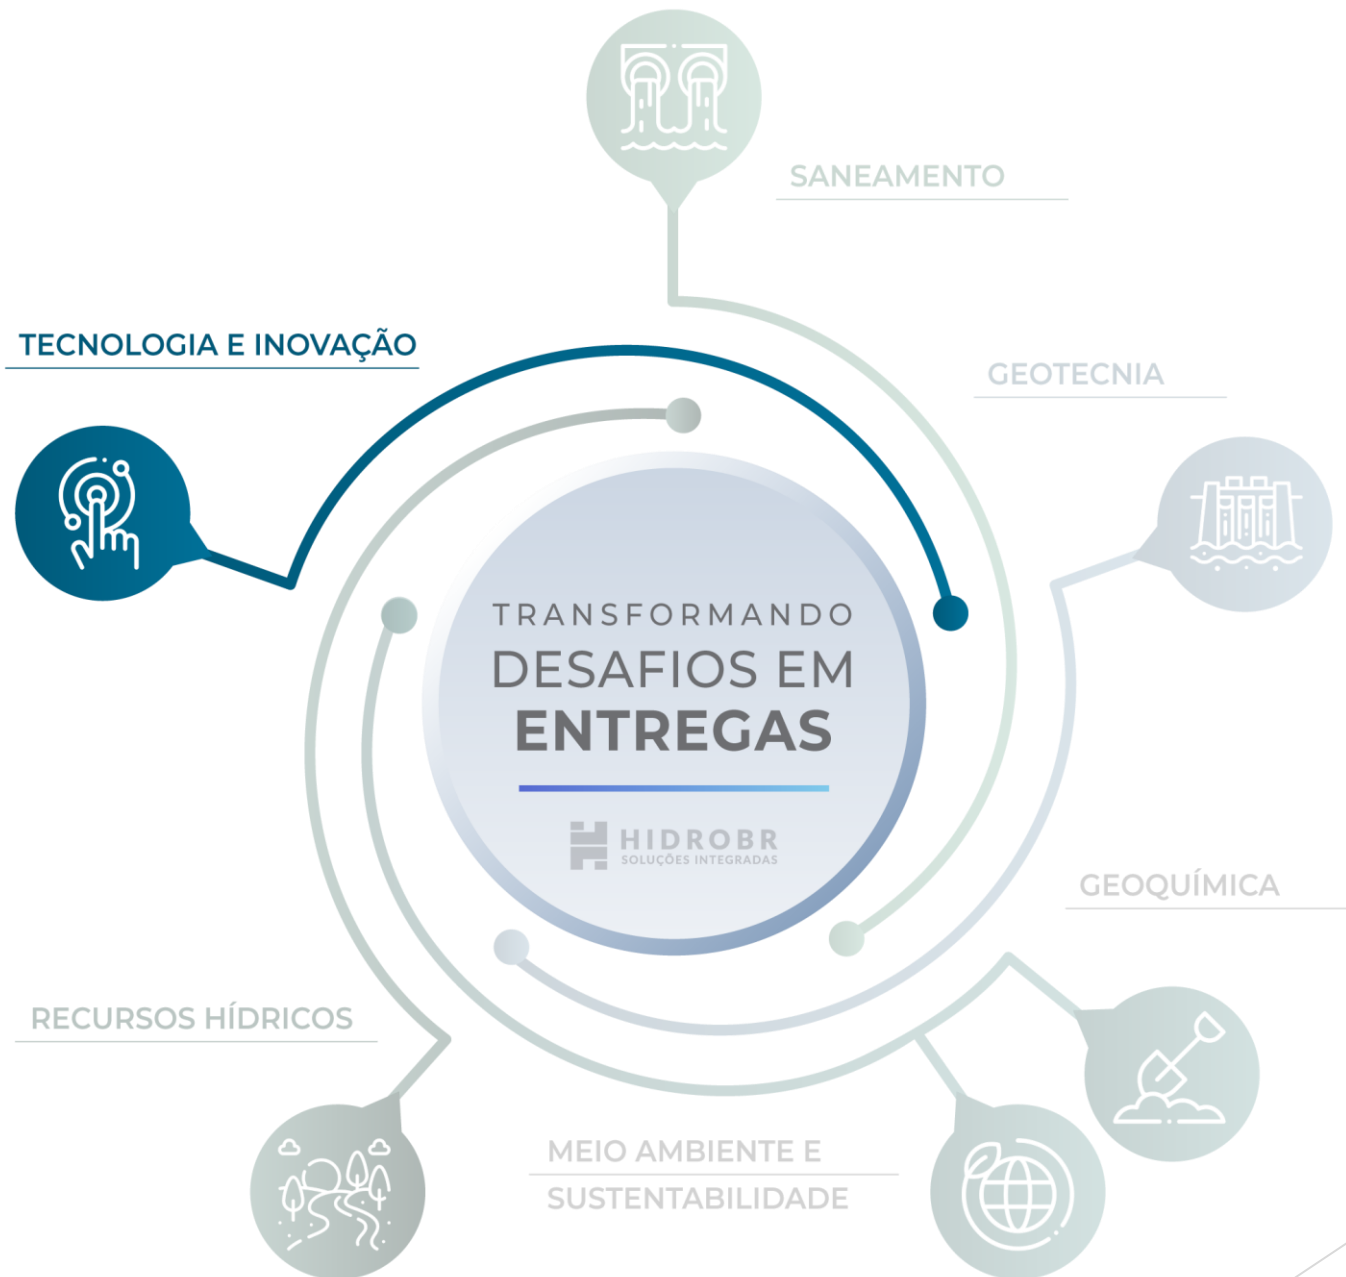 SANEAMENTO
TECNOLOGIA E INOVAÇÃO
GEOTECNIA
TRANSFORMANDO
DESAFIOS EM
ENTREGAS
HIDROBR
SOLUÇÕES INTEGRADAS
GEOQUÍMICA
RECURSOS HÍDRICOS
MEIO AMBIENTE E
SUSTENTABILIDADE